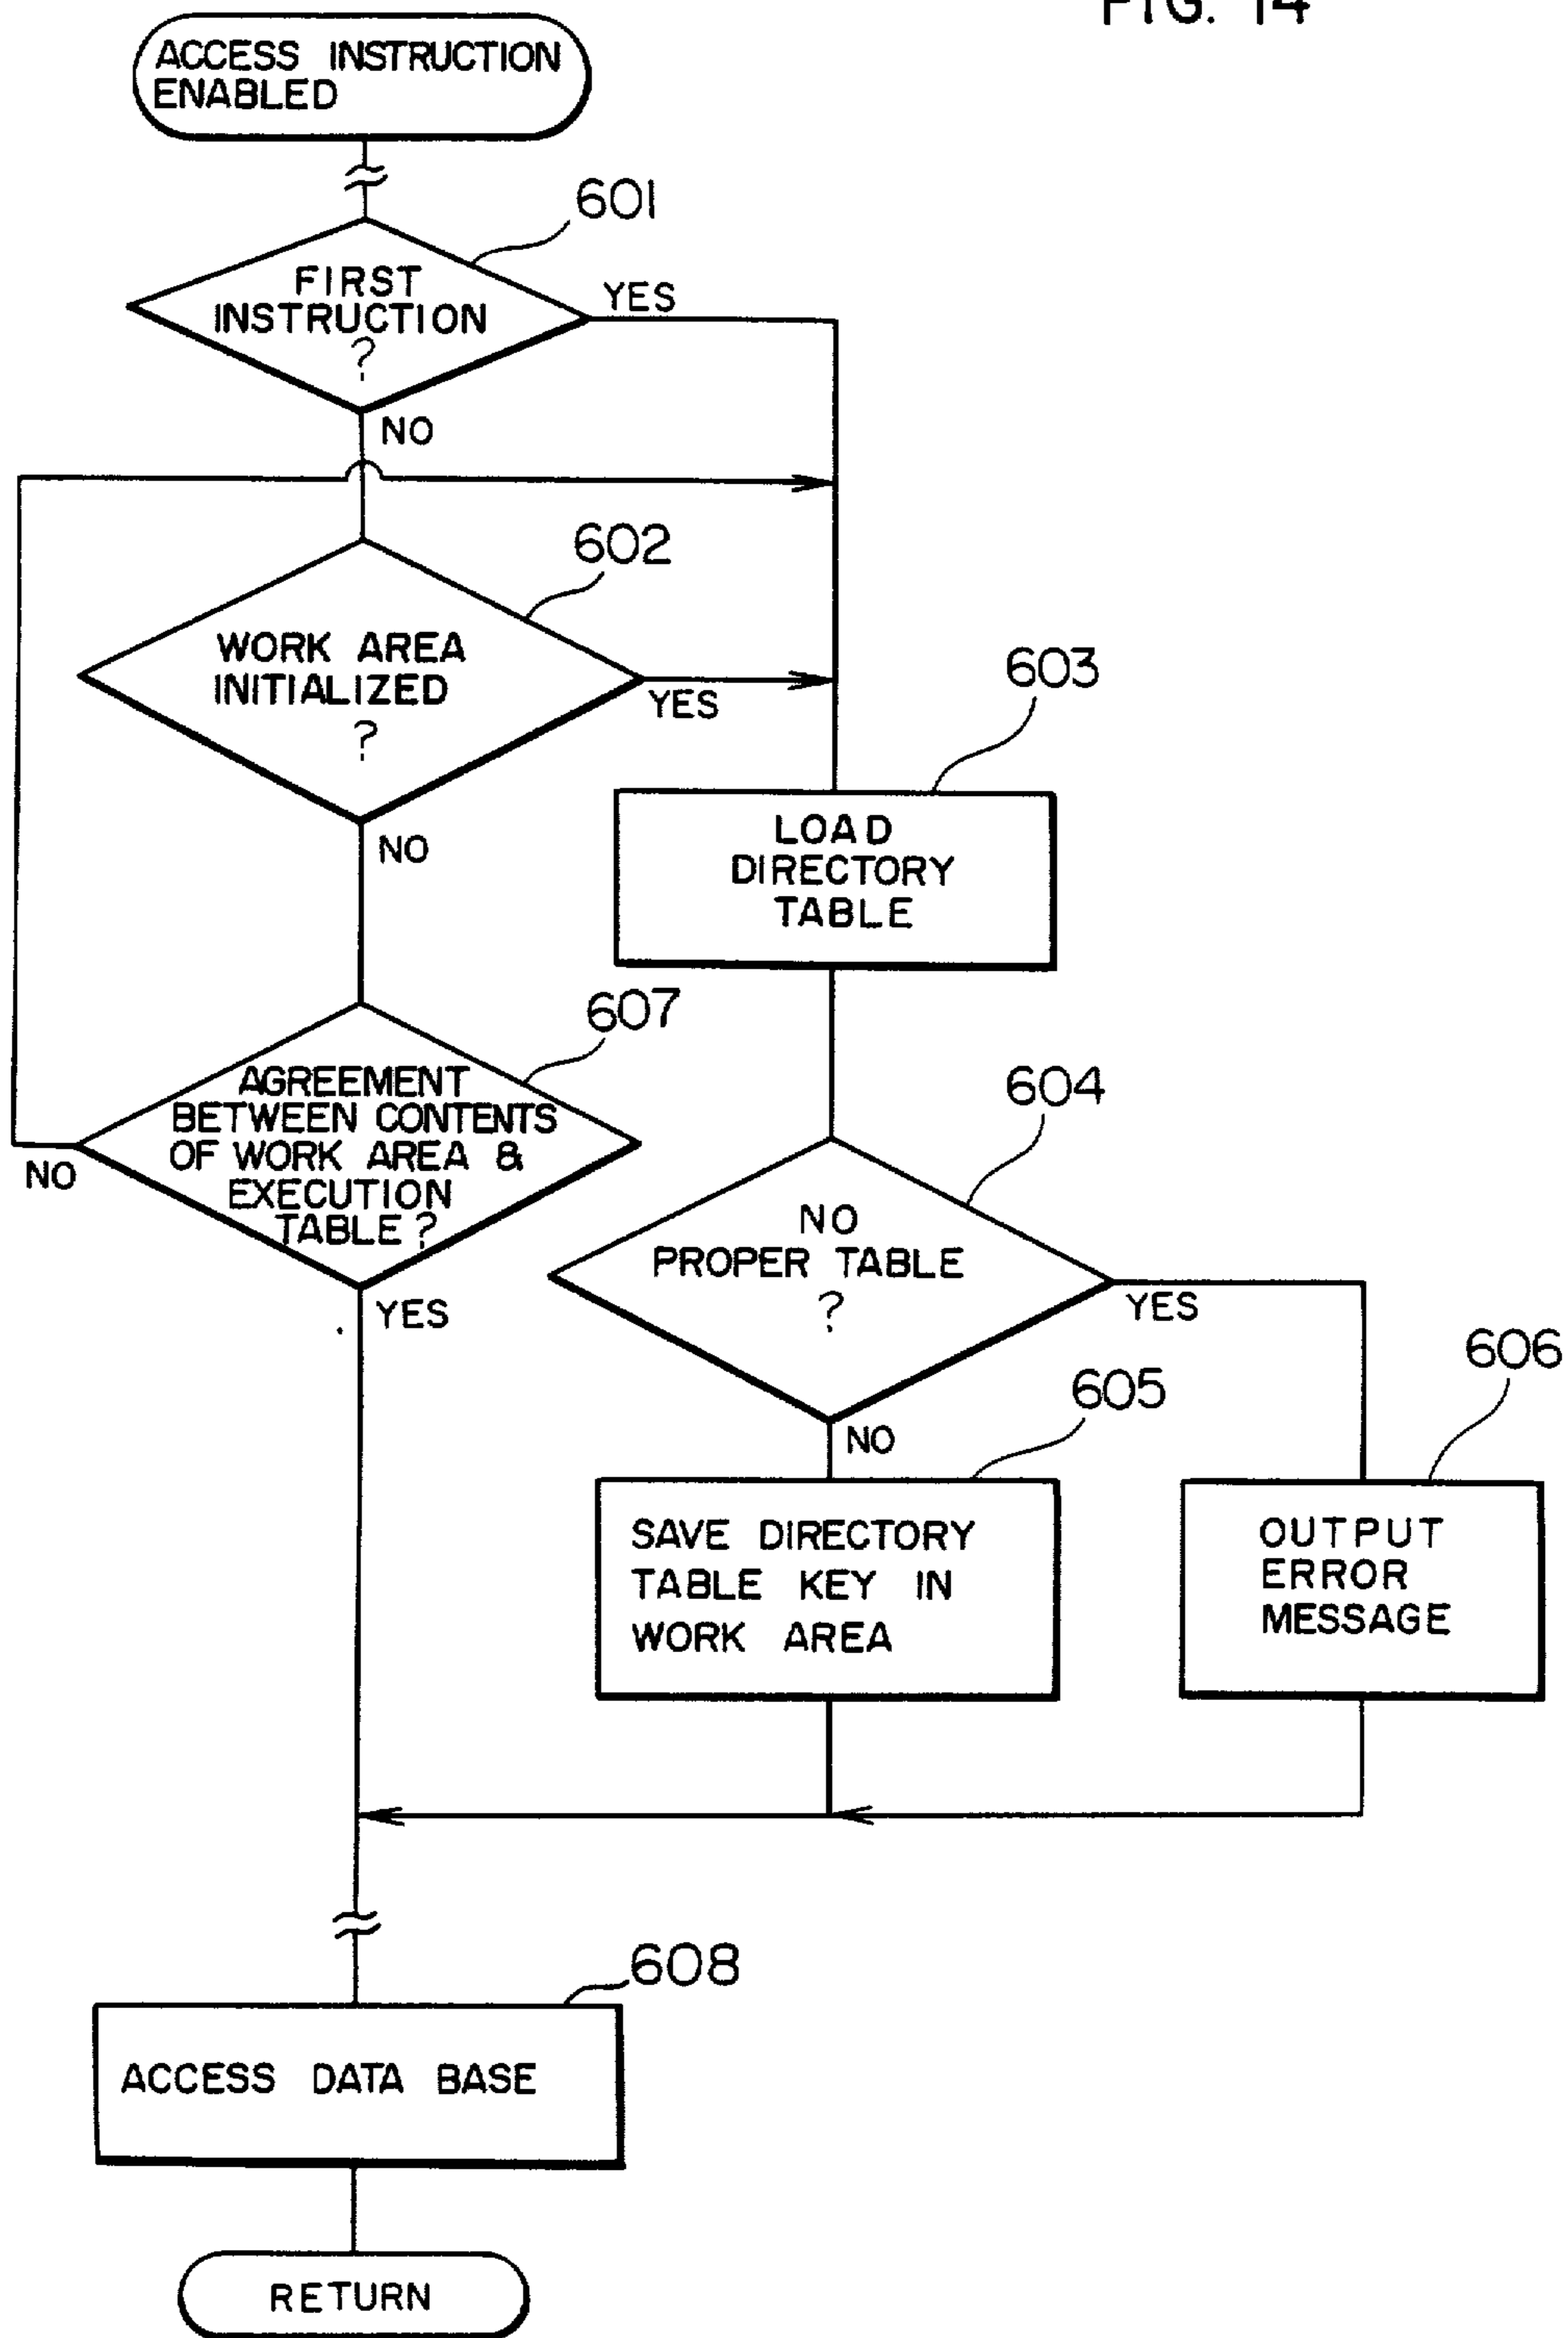 FIG. 14
ACCESS INSTRUCTION
ENABLED
601
FIRST
INSTRUCTION
?
YES
NO
602
WORK AREA
INITIALIZED
?
YES
NO
603
LOAD
DIRECTORY
TABLE
607
AGREEMENT
BETWEEN CONTENTS
OF WORK AREA &
EXECUTION
TABLE?
NO
YES
604
NO
PROPER TABLE
?
YES
NO
605
SAVE DIRECTORY
TABLE KEY IN
WORK AREA
606
OUTPUT
ERROR
MESSAGE
608
ACCESS DATA BASE
RETURN